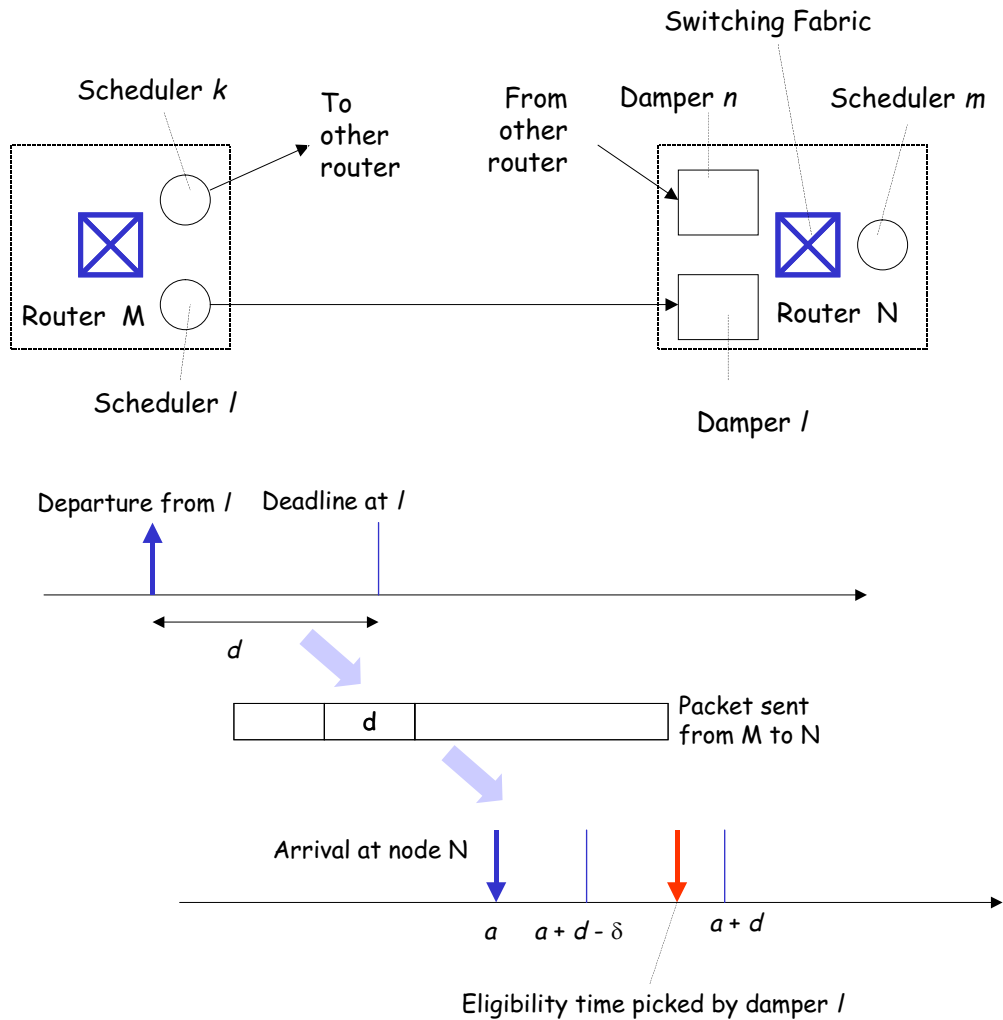 Switching Fabric
Scheduler k
To
other
router
From
other
router
Damper n
Scheduler m
Router M
Router N
Scheduler l
Damper l
Departure from l
Deadline at l
d
d
Packet sent
from M to N
Arrival at node N
a
a + d - δ
a + d
Eligibility time picked by damper l